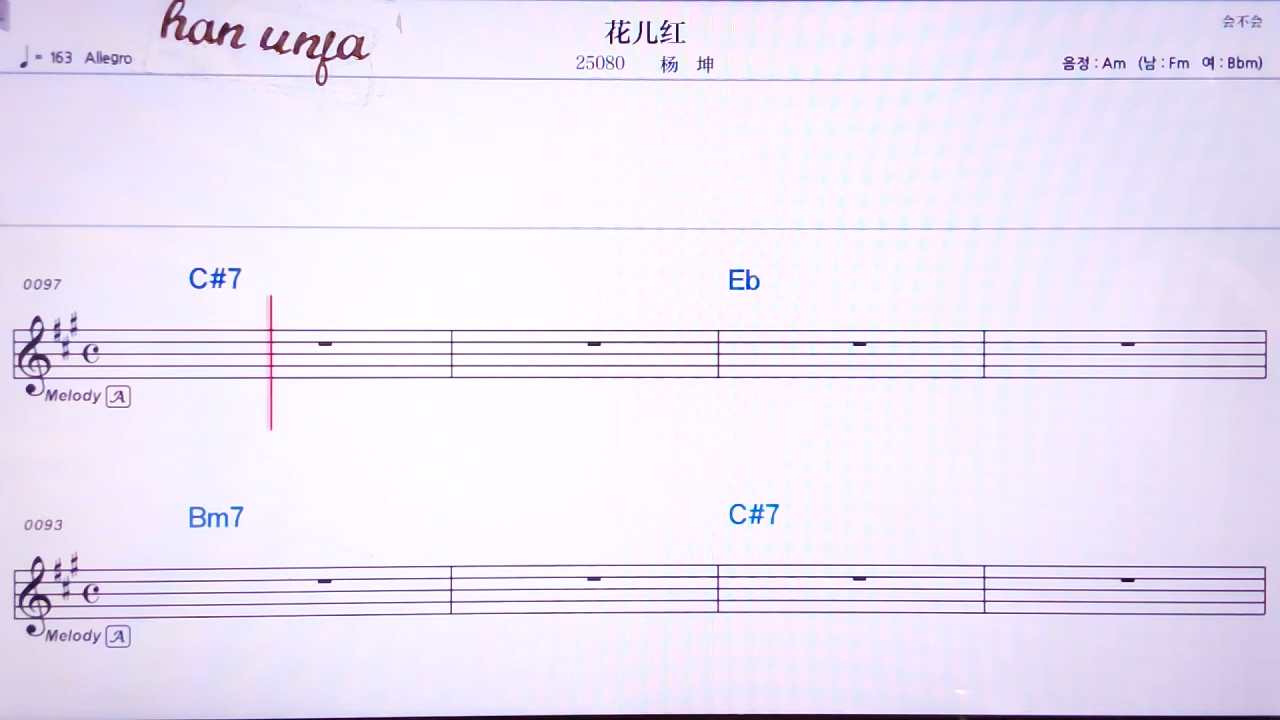 han unja
花儿红
会不会
♩= 163 Allegro
25080 杨 坤
음정 : Am (남 : Fm 여 : Bbm)
0097
C#7 Eb
Melody A
0093
Bm7 C#7
Melody A